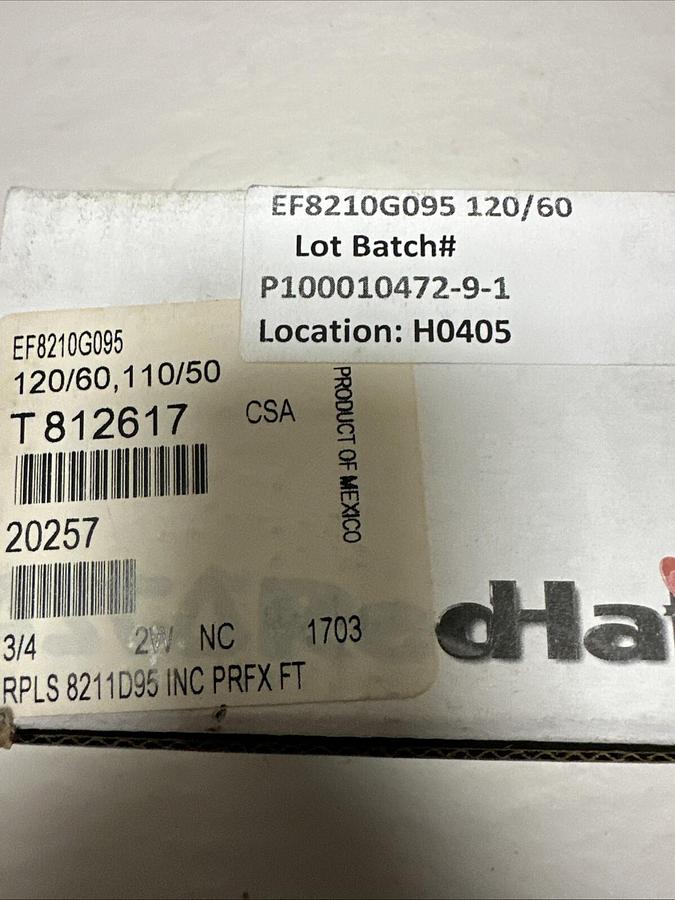 EF8210G095 120/60
Lot Batch#
P100010472-9-1
Location: H0405
EF8210G095
120/60,110/50
T 812617 CSA
PRODUCT OF MEXICO
20257
3/4 2W NC 1703
RPLS 8211D95 INC PRFX FT
dHa